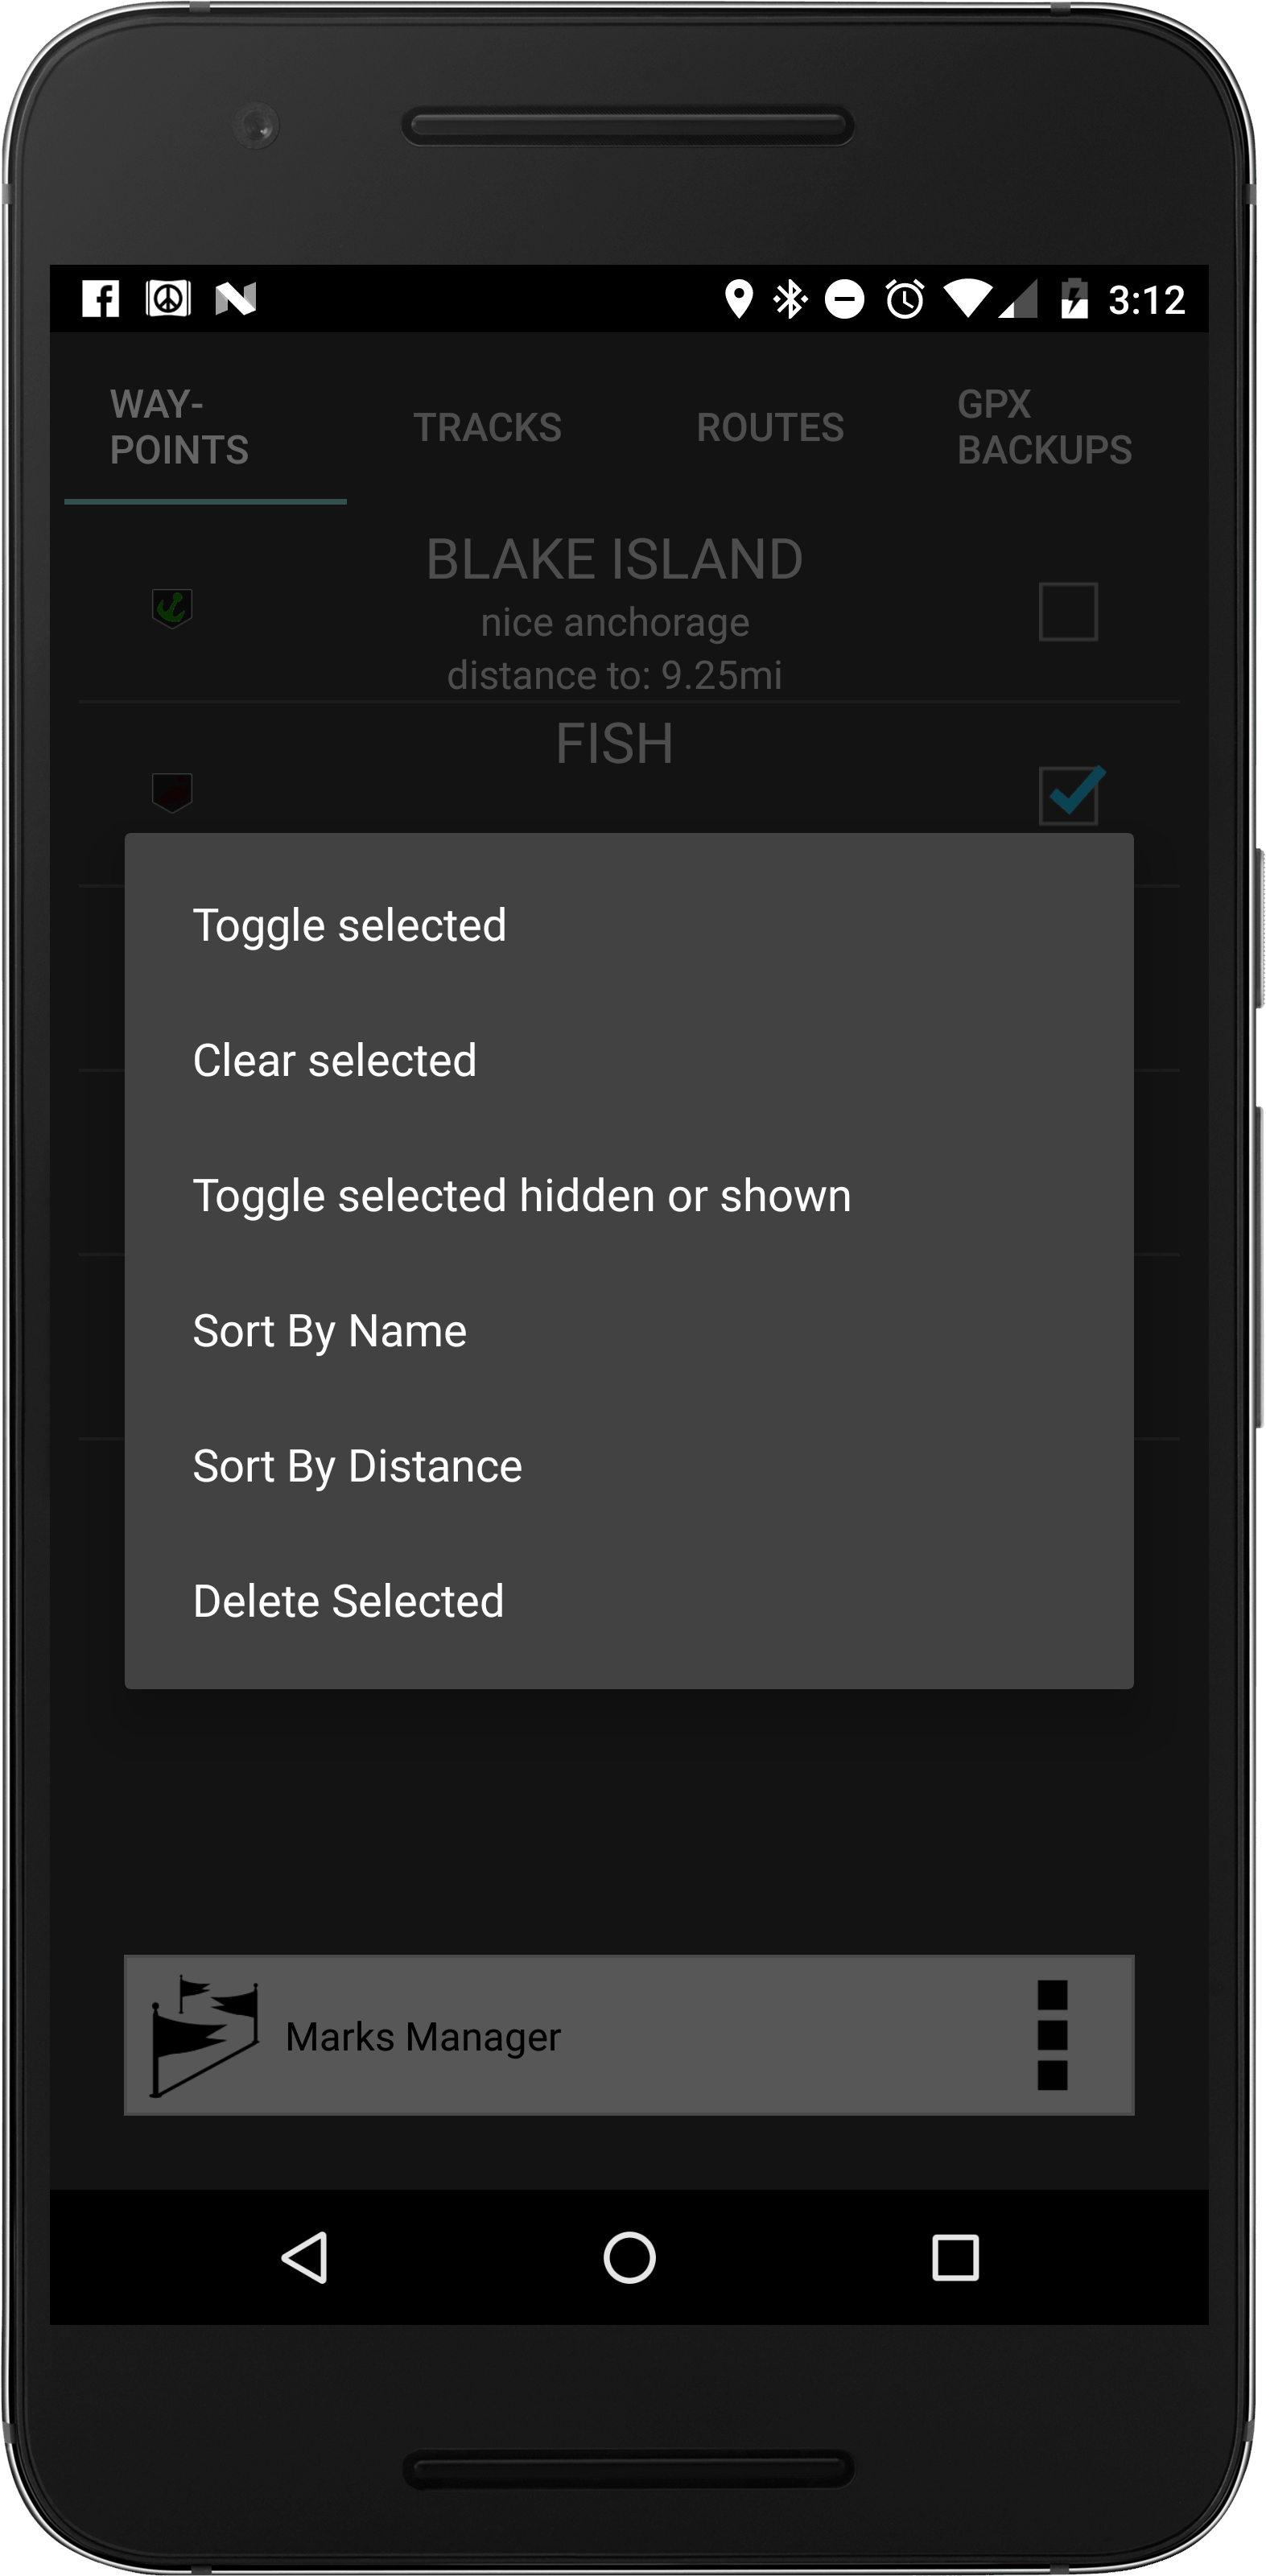 3:12
WAY-
POINTS
TRACKS
ROUTES
GPX
BACKUPS
BLAKE ISLAND
nice anchorage
distance to: 9.25mi
FISH
Toggle selected
Clear selected
Toggle selected hidden or shown
Sort By Name
Sort By Distance
Delete Selected
Marks Manager